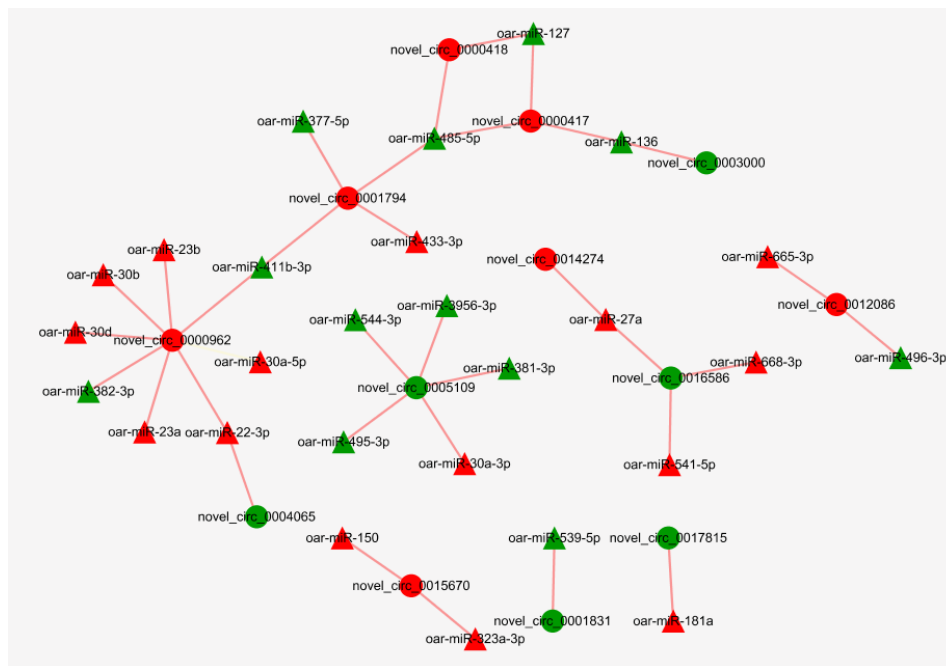 oar-miR-127
novel_circ_0000418
oar-miR-377-5p
novel_circ_0000417
oar-miR-485-5p
oar-miR-136
novel_circ_0003000
novel_circ_0001794
oar-miR-433-3p
oar-miR-23b
oar-miR-411b-3p
oar-miR-30b
novel_circ_0014274
oar-miR-665-3p
oar-miR-3956-3p
novel_circ_0012086
oar-miR-544-3p
oar-miR-27a
oar-miR-30d
novel_circ_0000962
oar-miR-30a-5p
oar-miR-496-3p
oar-miR-668-3p
oar-miR-381-3p
novel_circ_0016586
novel_circ_0005109
oar-miR-382-3p
oar-miR-23a
oar-miR-22-3p
oar-miR-495-3p
oar-miR-30a-3p
oar-miR-541-5p
novel_circ_0004065
oar-miR-150
oar-miR-539-5p
novel_circ_0017815
novel_circ_0015670
novel_circ_0001831
oar-miR-181a
oar-miR-323a-3p